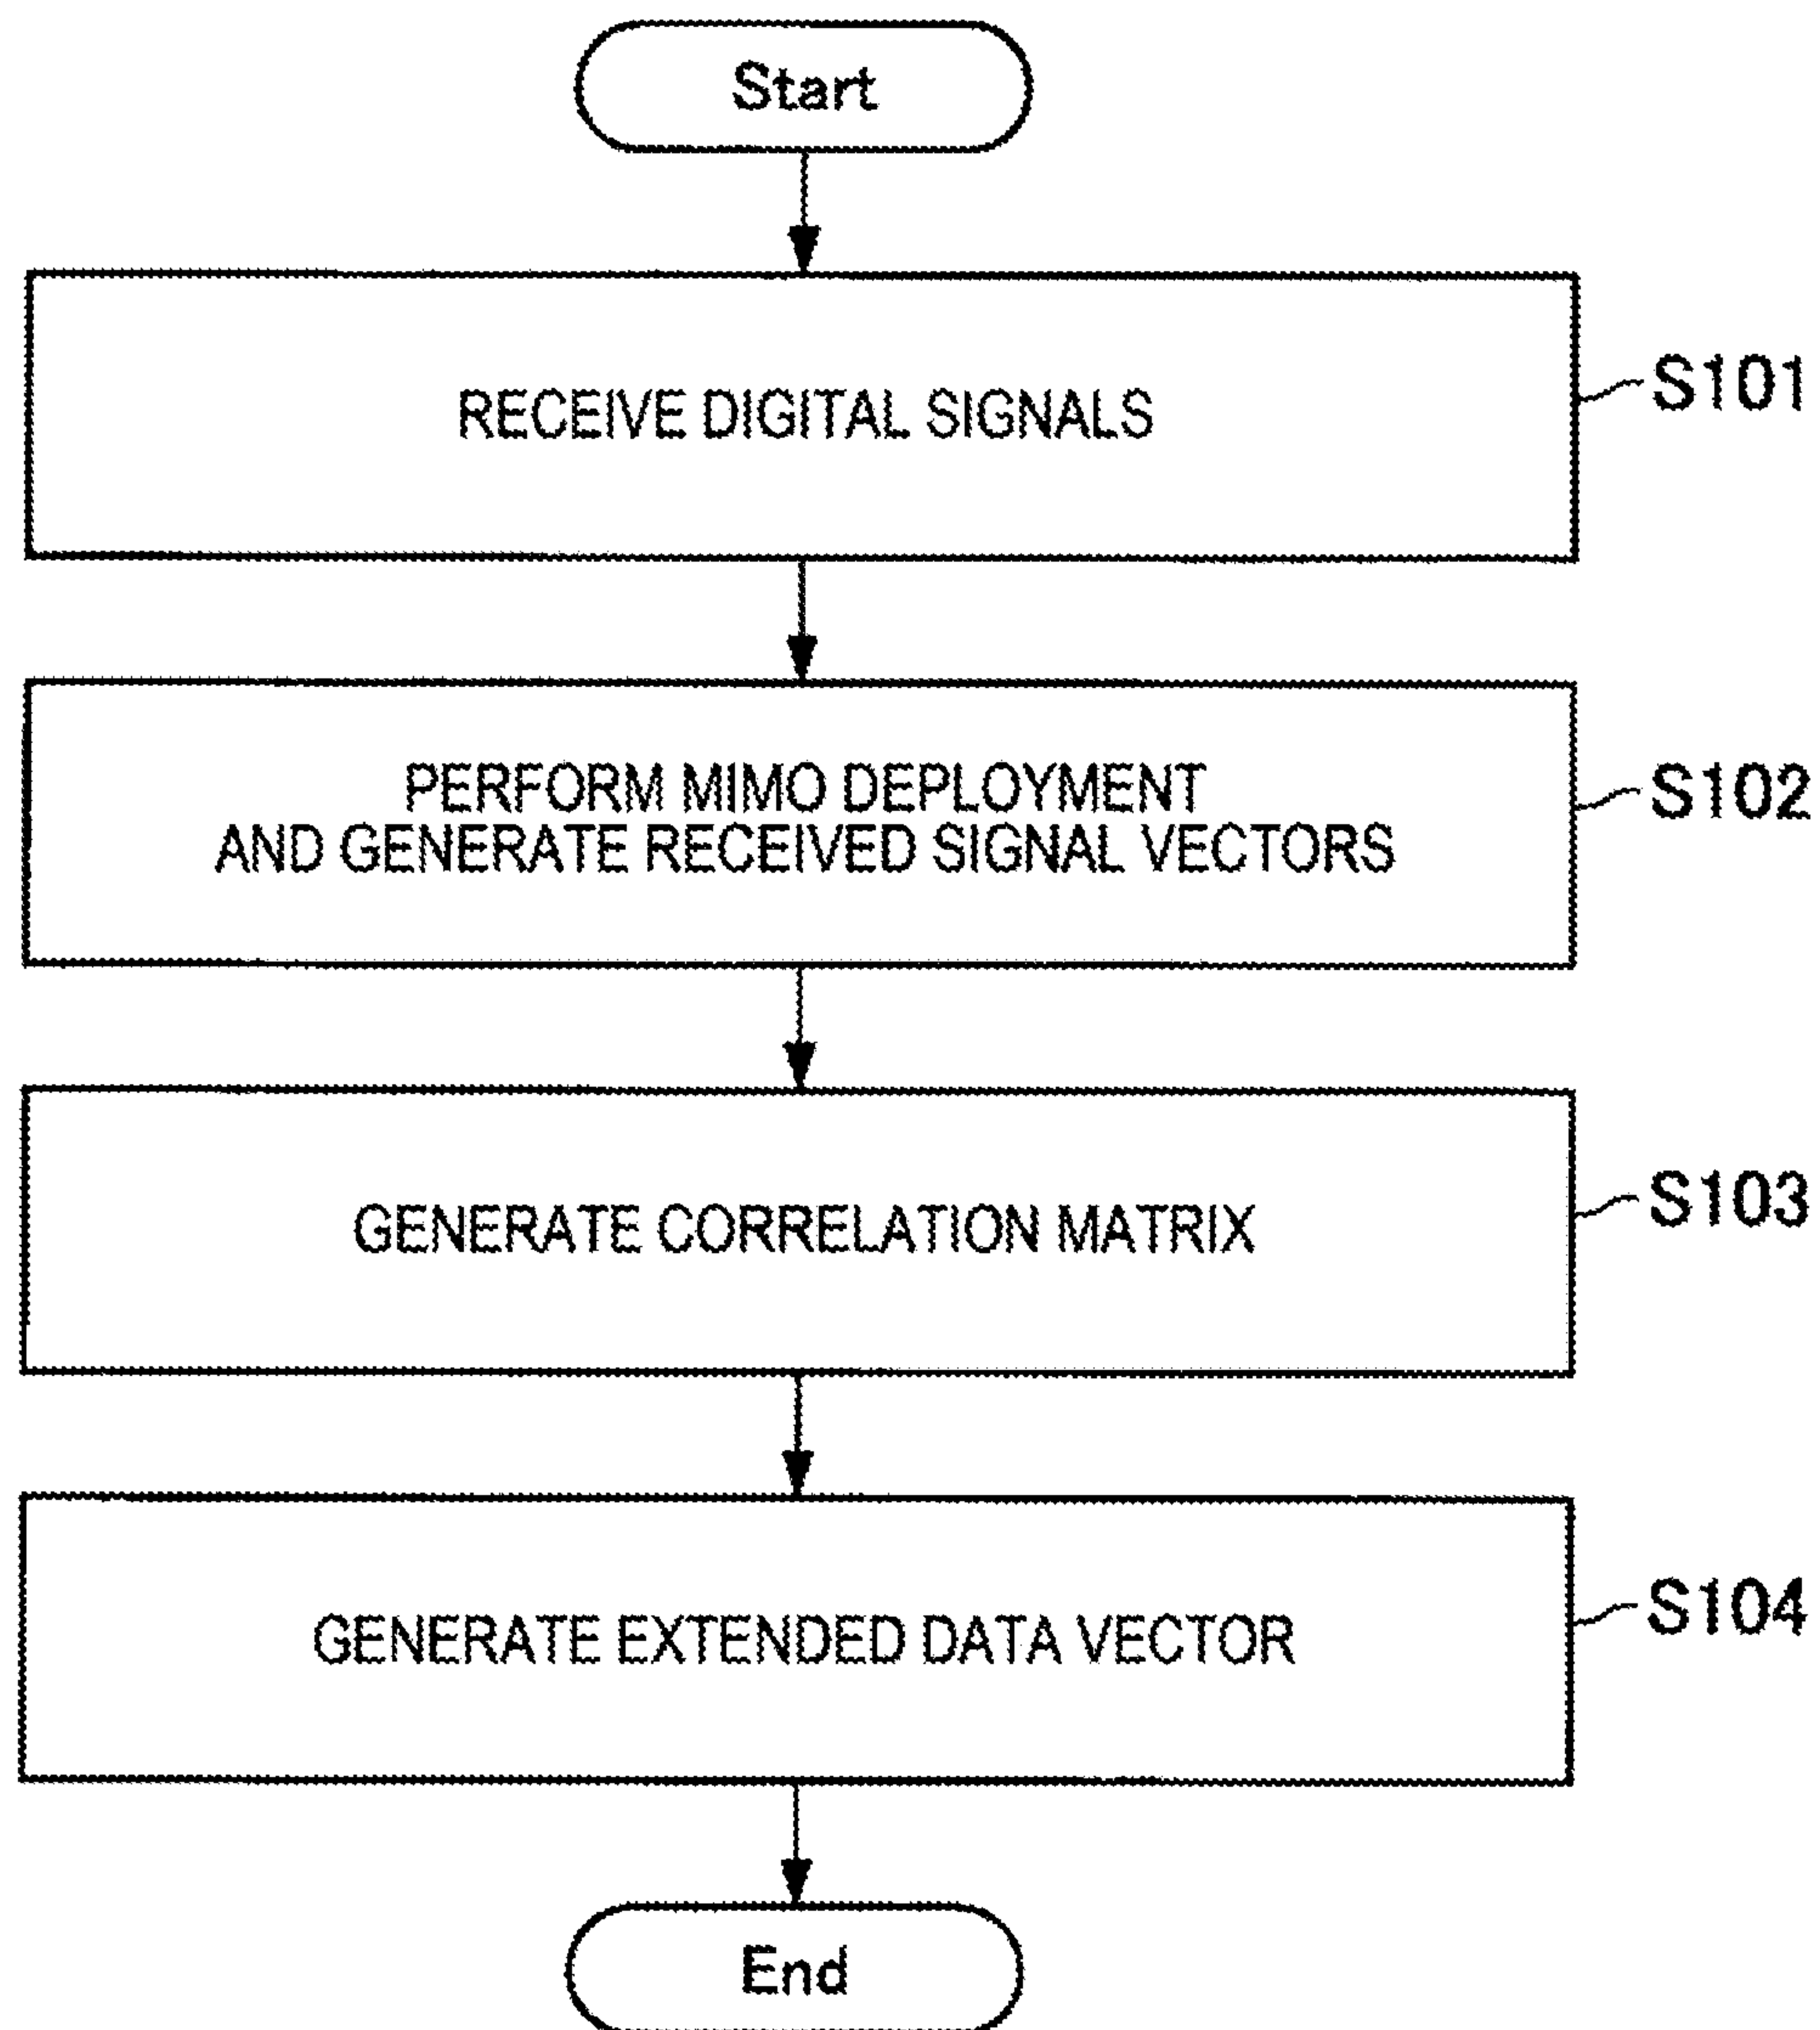 Start
RECEIVE DIGITAL SIGNALS
S101
PERFORM MIMO DEPLOYMENT
AND GENERATE RECEIVED SIGNAL VECTORS
S102
GENERATE CORRELATION MATRIX
S103
GENERATE EXTENDED DATA VECTOR
S104
End